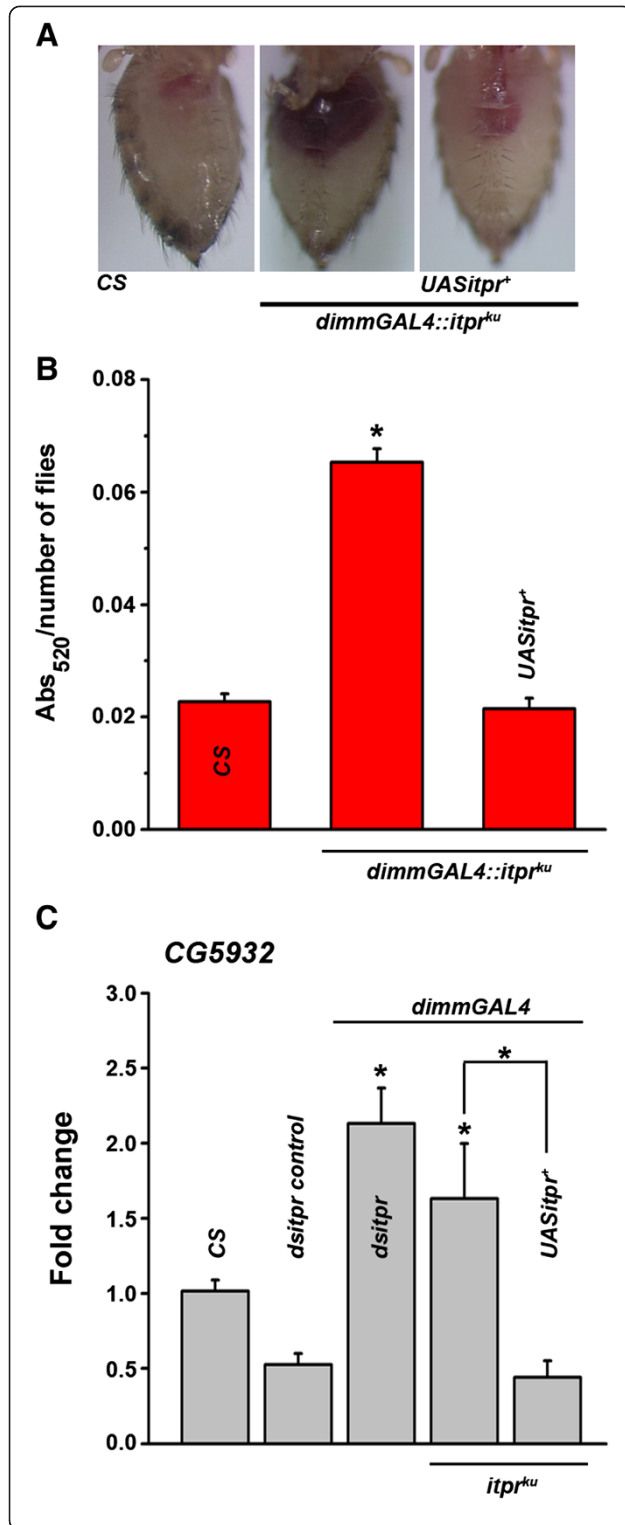 A
CS
UASitpr+
dimmGAL4::itprku
B
Abs520/number of flies
0.08
0.06
0.04
0.02
0.00
*
CS
UASitpr+
dimmGAL4::itprku
C
CG5932
Fold change
3.0
2.5
2.0
1.5
1.0
0.5
0.0
dimmGAL4
*
*
*
CS
dsitpr control
dsitpr
UASitpr+
itprku